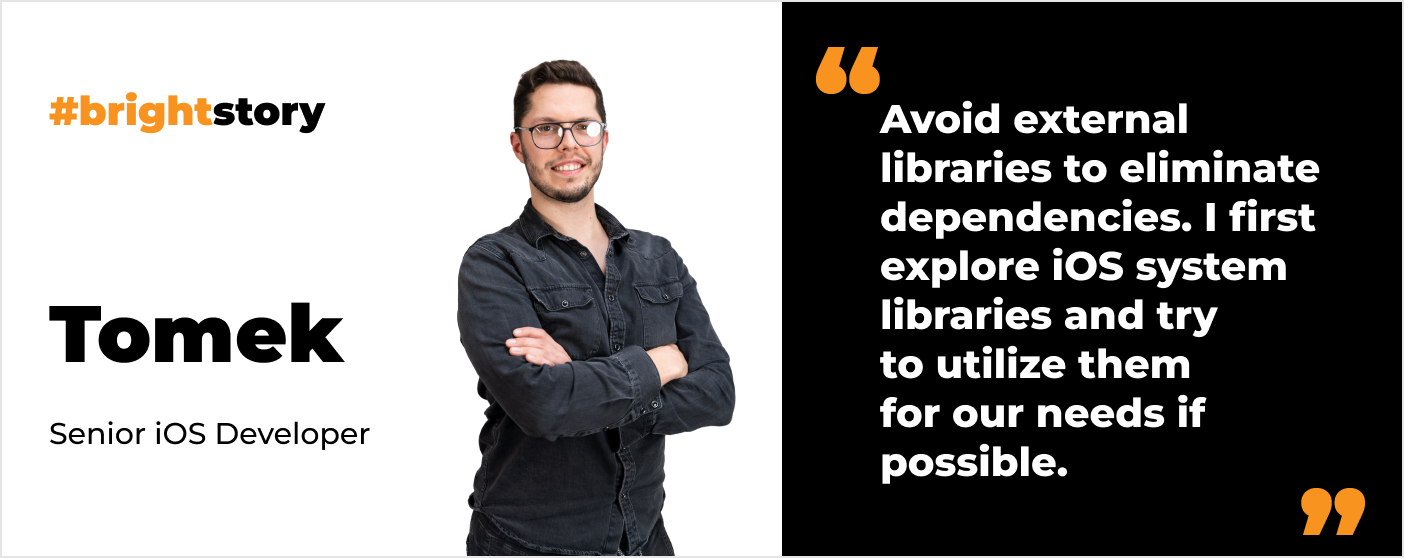 #brightstory
Tomek
Senior iOS Developer
“
Avoid external
libraries to eliminate
dependencies. I first
explore iOS system
libraries and try
to utilize them
for our needs if
possible.
”